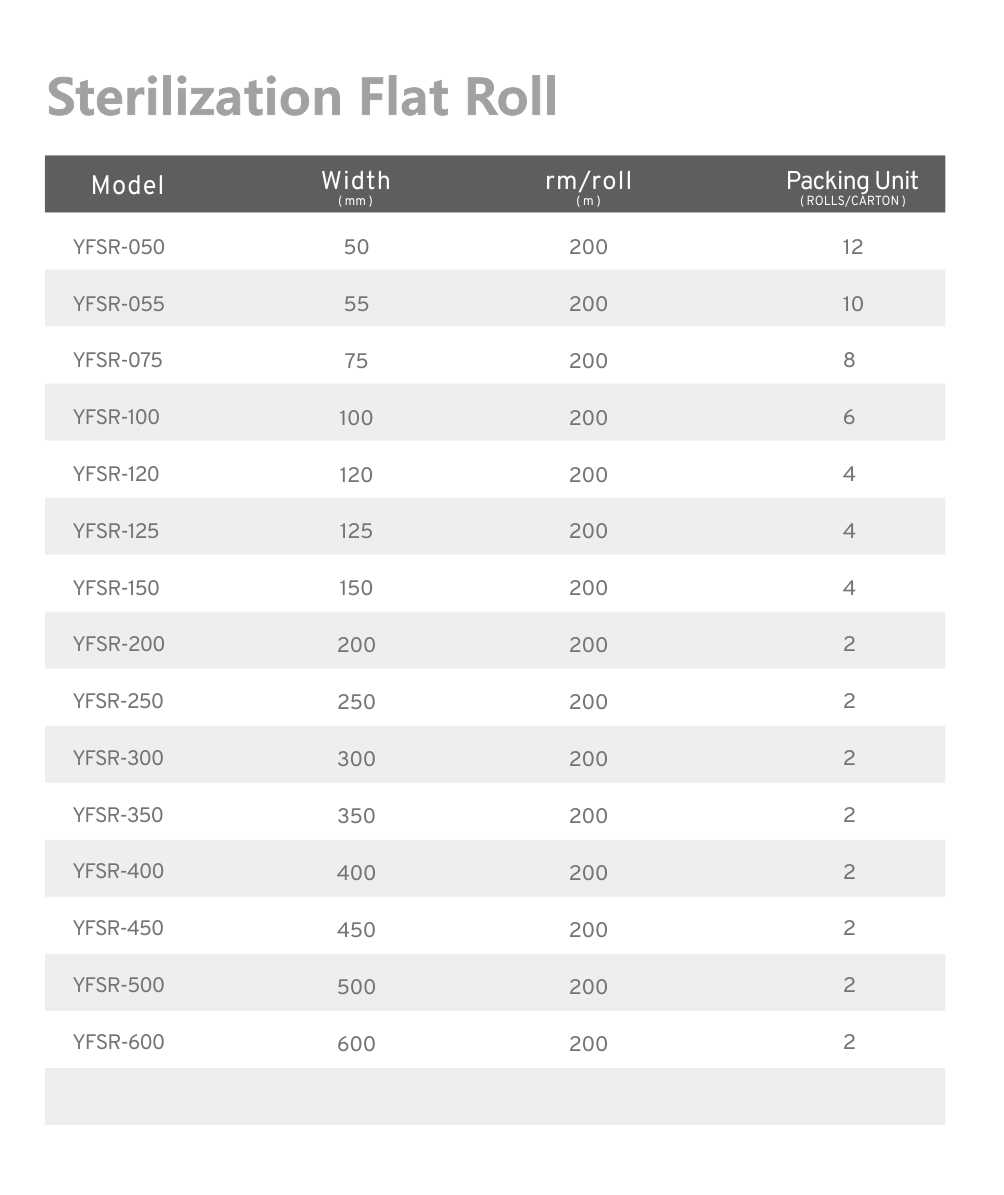 Sterilization Flat Roll
Model Width rm/roll Packing Unit
(mm) (m) (ROLLS/CARTON)
YFSR-050 50 200 12
YFSR-055 55 200 10
YFSR-075 75 200 8
YFSR-100 100 200 6
YFSR-120 120 200 4
YFSR-125 125 200 4
YFSR-150 150 200 4
YFSR-200 200 200 2
YFSR-250 250 200 2
YFSR-300 300 200 2
YFSR-350 350 200 2
YFSR-400 400 200 2
YFSR-450 450 200 2
YFSR-500 500 200 2
YFSR-600 600 200 2